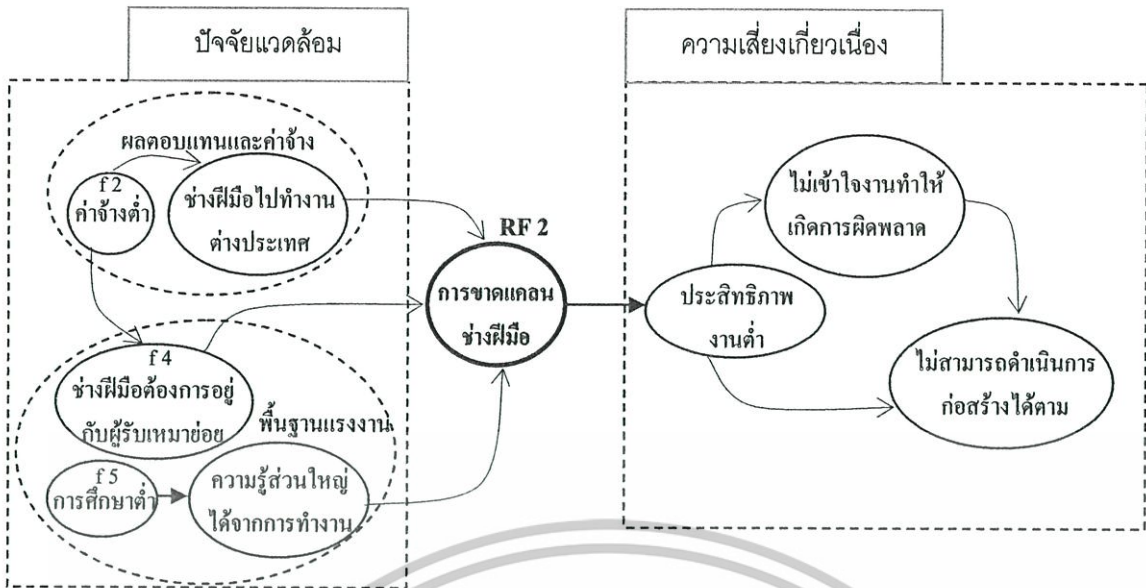 ปัจจัยแวดล้อม
ความเสี่ยงเกี่ยวเนื่อง
ผลตอบแทนและค่าจ้าง
f 2
ค่าจ้างต่ำ
ช่างฝีมือไปทำงาน
ต่างประเทศ
f 4
ช่างฝีมือต้องการอยู่
กับผู้รับเหมาย่อย
พื้นฐานแรงงาน
f 5
การศึกษาต่ำ
ความรู้ส่วนใหญ่
ได้จากการทำงาน
RF 2
การขาดแคลน
ช่างฝีมือ
ประสิทธิภาพ
งานต่ำ
ไม่เข้าใจงานทำให้
เกิดการผิดพลาด
ไม่สามารถดำเนินการ
ก่อสร้างได้ตาม